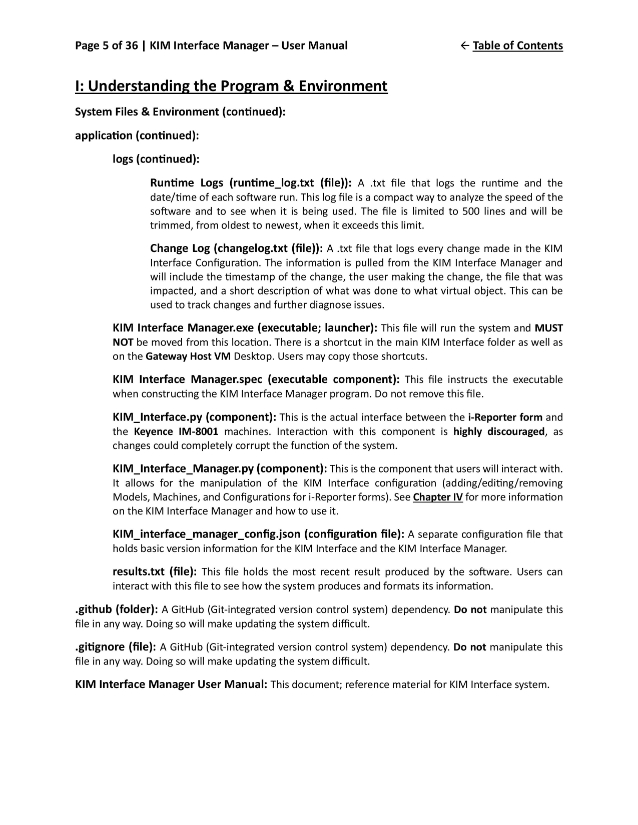 Page 5 of 36 | KIM Interface Manager – User Manual
← Table of Contents
I: Understanding the Program & Environment
System Files & Environment (continued):
application (continued):
logs (continued):
Runtime Logs (runtime_log.txt (file)): A .txt file that logs the runtime and the
date/time of each software run. This log file is a compact way to analyze the speed of the
software and to see when it is being used. The file is limited to 500 lines and will be
trimmed, from oldest to newest, when it exceeds this limit.
Change Log (changelog.txt (file)): A .txt file that logs every change made in the KIM
Interface Configuration. The information is pulled from the KIM Interface Manager and
will include the timestamp of the change, the user making the change, the file that was
impacted, and a short description of what was done to what virtual object. This can be
used to track changes and further diagnose issues.
KIM Interface Manager.exe (executable; launcher): This file will run the system and MUST
NOT be moved from this location. There is a shortcut in the main KIM Interface folder as well as
on the Gateway Host VM Desktop. Users may copy those shortcuts.
KIM Interface Manager.spec (executable component): This file instructs the executable
when constructing the KIM Interface Manager program. Do not remove this file.
KIM_Interface.py (component): This is the actual interface between the i-Reporter form and
the Keyence IM-8001 machines. Interaction with this component is highly discouraged, as
changes could completely corrupt the function of the system.
KIM_Interface_Manager.py (component): This is the component that users will interact with.
It allows for the manipulation of the KIM Interface configuration (adding/editing/removing
Models, Machines, and Configurations for i-Reporter forms). See Chapter IV for more information
on the KIM Interface Manager and how to use it.
KIM_interface_manager_config.json (configuration file): A separate configuration file that
holds basic version information for the KIM Interface and the KIM Interface Manager.
results.txt (file): This file holds the most recent result produced by the software. Users can
interact with this file to see how the system produces and formats its information.
.github (folder): A GitHub (Git-integrated version control system) dependency. Do not manipulate this
file in any way. Doing so will make updating the system difficult.
.gitignore (file): A GitHub (Git-integrated version control system) dependency. Do not manipulate this
file in any way. Doing so will make updating the system difficult.
KIM Interface Manager User Manual: This document; reference material for KIM Interface system.